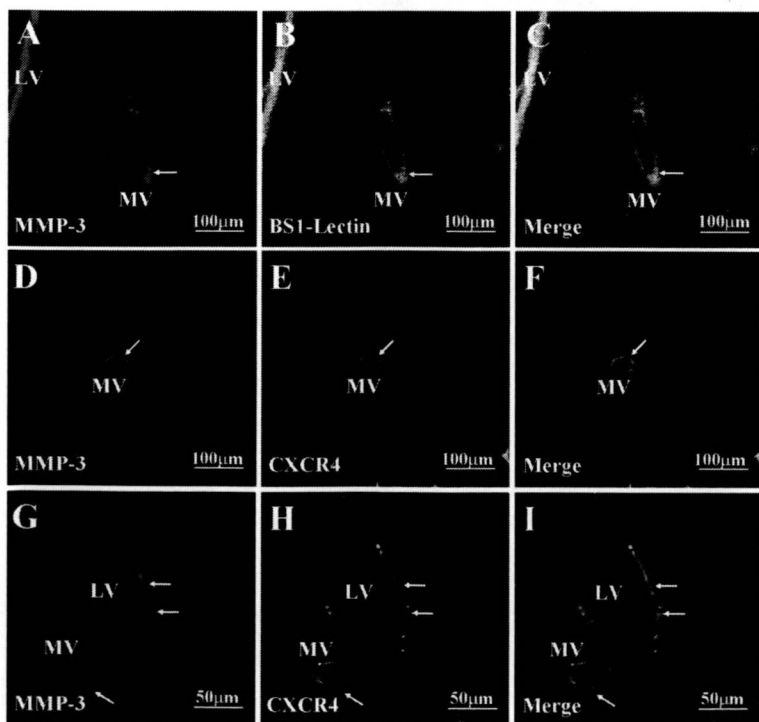 A
LV
MV
MMP-3
100µm
B
LV
MV
BS1-Lectin
100µm
C
LV
MV
Merge
100µm
D
MV
MMP-3
100µm
E
MV
CXCR4
100µm
F
MV
Merge
100µm
G
LV
MV
MMP-3
50µm
H
LV
MV
CXCR4
50µm
I
LV
MV
Merge
50µm